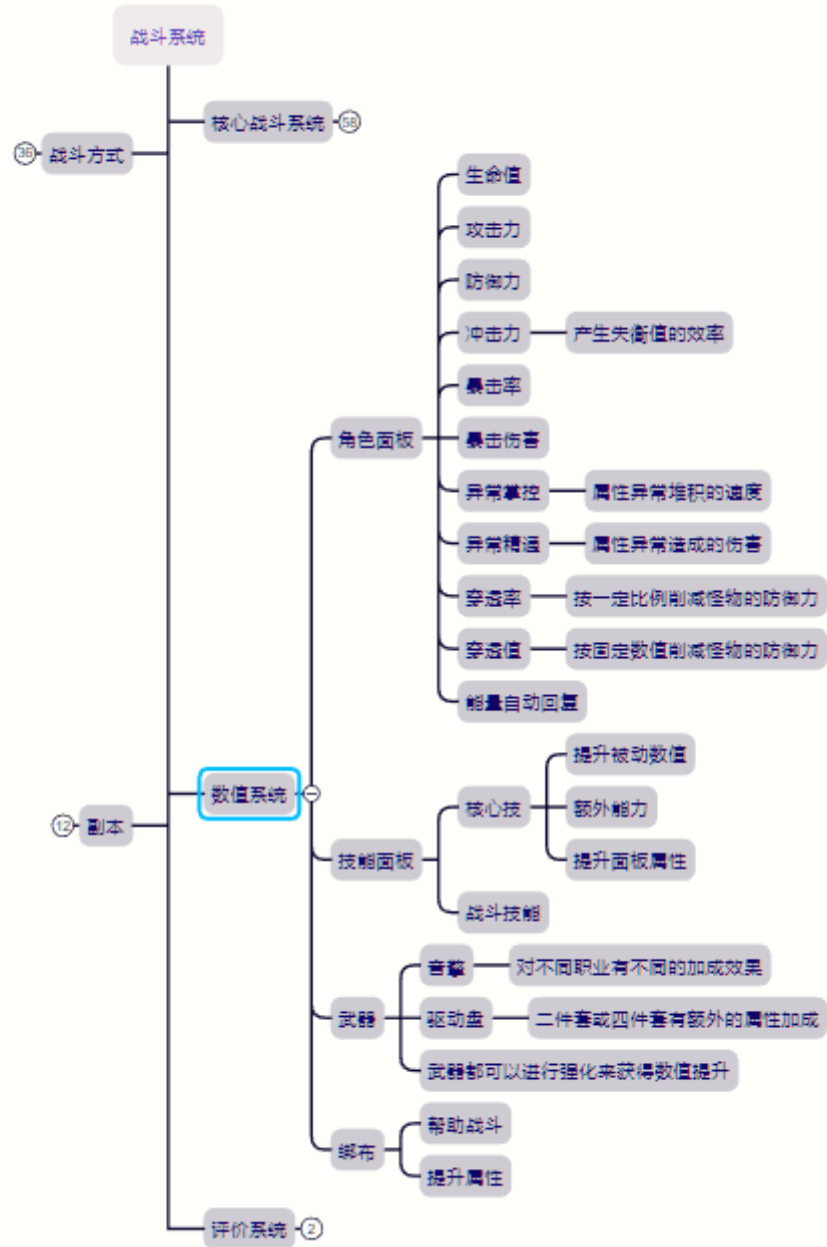 战斗系统
核心战斗系统
58
36
战斗方式
生命值
攻击力
防御力
冲击力
产生失衡值的效率
暴击率
角色面板
暴击伤害
异常掌控
属性异常堆积的速度
异常精通
属性异常造成的伤害
穿透率
按一定比例削减怪物的防御力
穿透值
按固定数值削减怪物的防御力
能量自动回复
数值系统
12
副本
技能面板
核心技
提升被动数值
额外能力
提升面板属性
战斗技能
武器
音擎
对不同职业有不同的加成效果
驱动盘
二件套或四件套有额外的属性加成
武器都可以进行强化来获得数值提升
绑布
帮助战斗
提升属性
评价系统
2